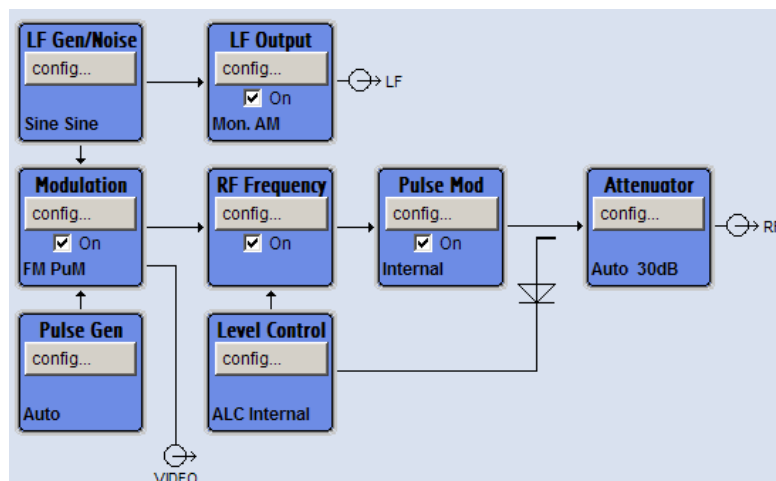 LF Gen/Noise
config...
Sine Sine
LF Output
config...
On
Mon. AM
LF
Modulation
config...
On
FM PuM
RF Frequency
config...
On
Pulse Mod
config...
On
Internal
Attenuator
config...
Auto 30dB
RF
Pulse Gen
config...
Auto
Level Control
config...
ALC Internal
VIDEO